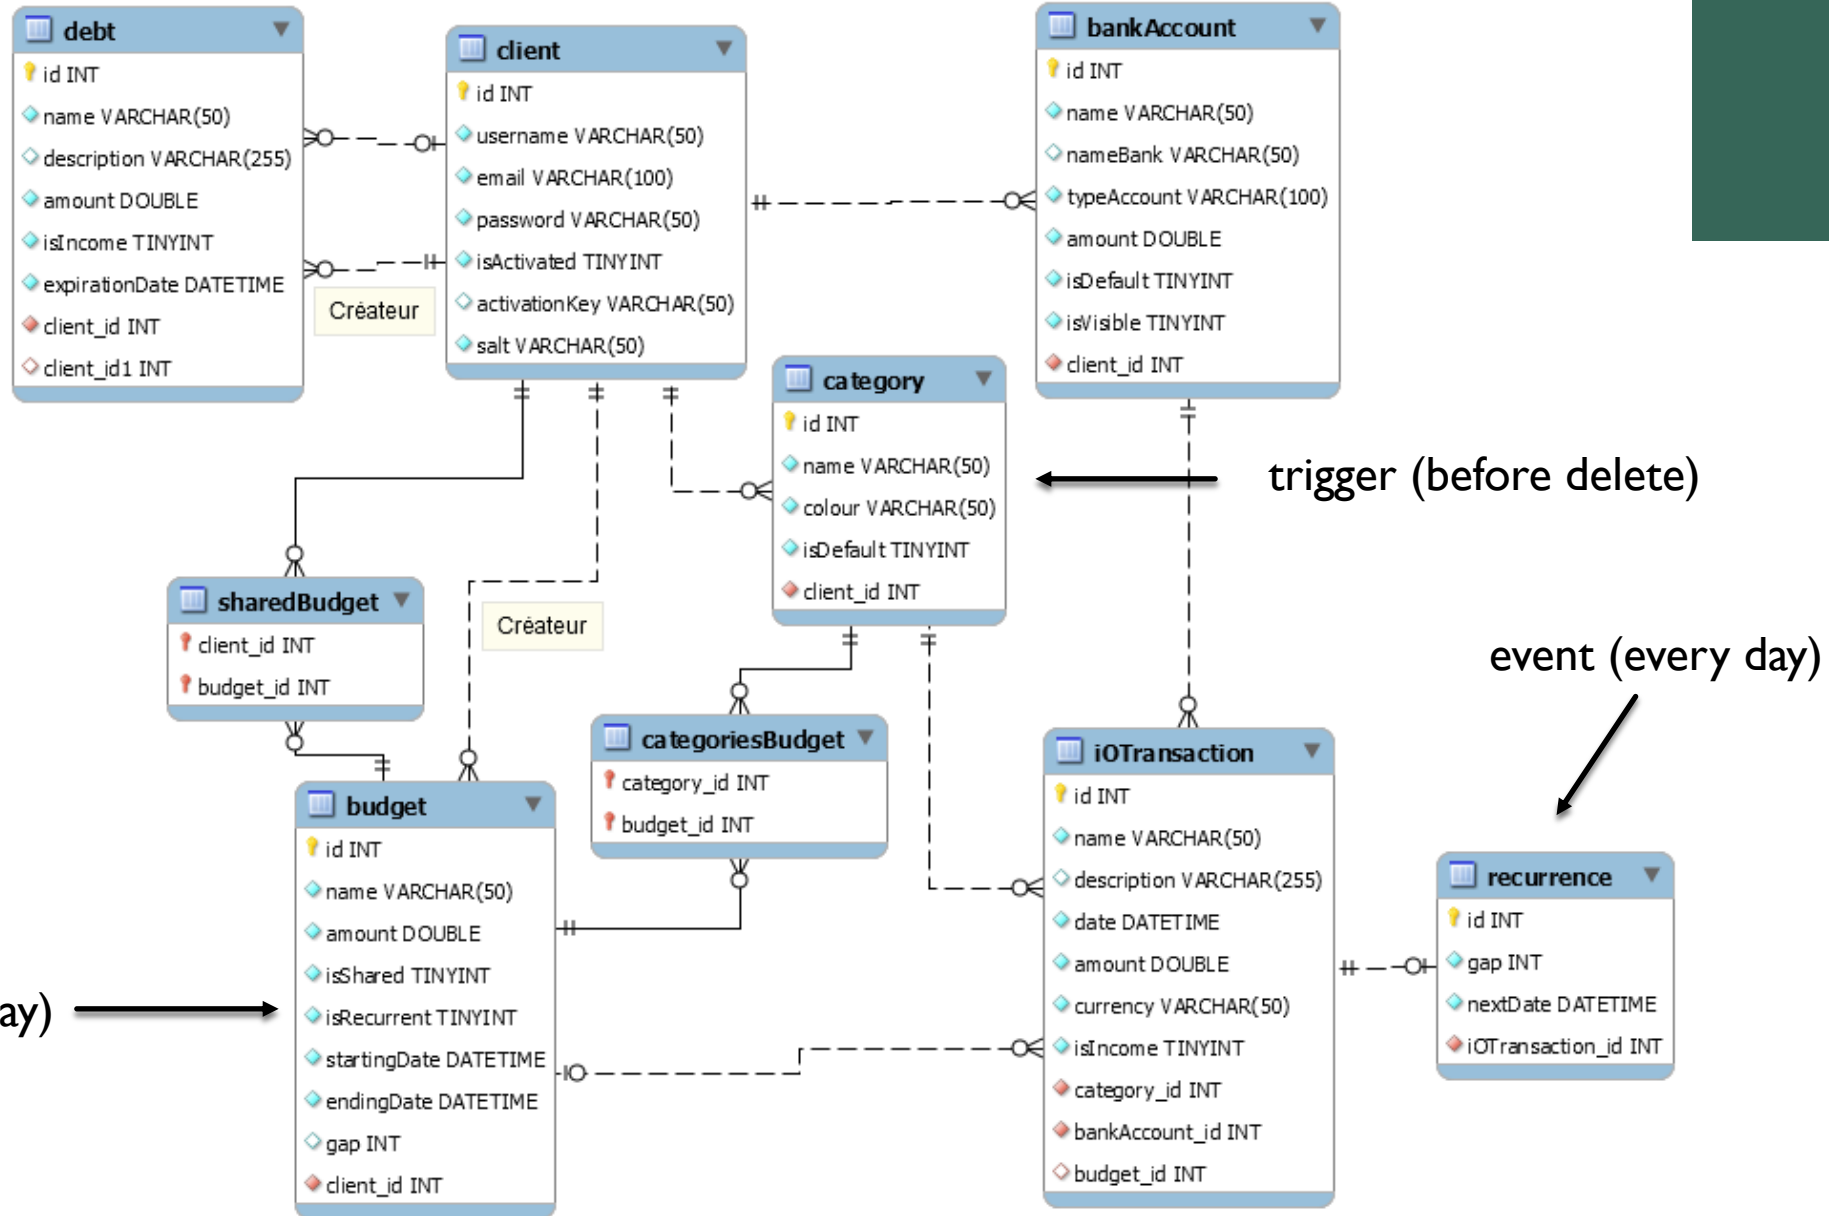 debt
id INT
name VARCHAR(50)
description VARCHAR(255)
amount DOUBLE
isIncome TINYINT
expirationDate DATETIME
client_id INT
client_id1 INT
client
id INT
username VARCHAR(50)
email VARCHAR(100)
password VARCHAR(50)
isActivated TINYINT
activationKey VARCHAR(50)
salt VARCHAR(50)
Créateur
bankAccount
id INT
name VARCHAR(50)
nameBank VARCHAR(50)
typeAccount VARCHAR(100)
amount DOUBLE
isDefault TINYINT
isVisible TINYINT
client_id INT
category
id INT
name VARCHAR(50)
colour VARCHAR(50)
isDefault TINYINT
client_id INT
trigger (before delete)
sharedBudget
client_id INT
budget_id INT
Créateur
event (every day)
categoriesBudget
category_id INT
budget_id INT
budget
id INT
name VARCHAR(50)
amount DOUBLE
isShared TINYINT
isRecurrent TINYINT
startingDate DATETIME
endingDate DATETIME
gap INT
client_id INT
ay)
iOTransaction
id INT
name VARCHAR(50)
description VARCHAR(255)
date DATETIME
amount DOUBLE
currency VARCHAR(50)
isIncome TINYINT
category_id INT
bankAccount_id INT
budget_id INT
recurrence
id INT
gap INT
nextDate DATETIME
iOTransaction_id INT